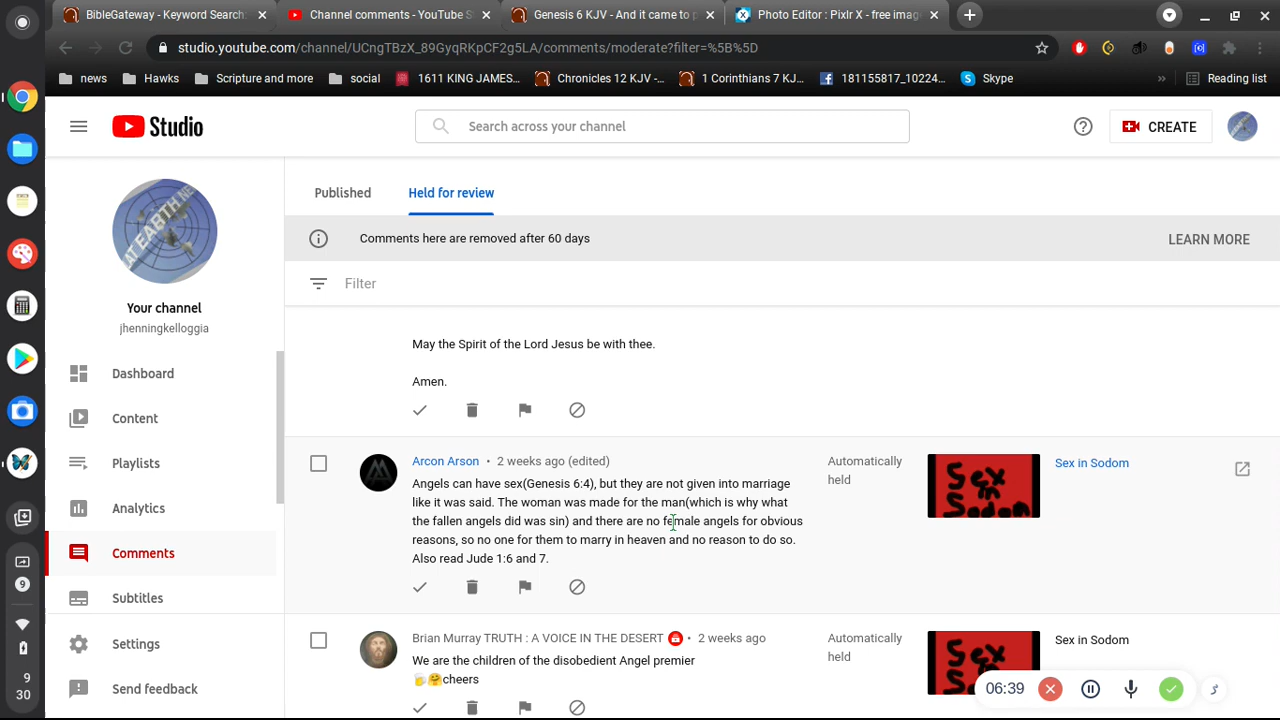 BibleGateway - Keyword Search:
Channel comments - YouTube S
Genesis 6 KJV - And it came to p
Photo Editor : Pixlr X - free imag
studio.youtube.com/channel/UCngTBzX_89GyqRKpCF2g5LA/comments/moderate?filter=%5B%5D
news
Hawks
Scripture and more
social
1611 KING JAMES...
Chronicles 12 KJV -...
1 Corinthians 7 KJ...
181155817_10224...
Skype
»
Reading list
Studio
Search across your channel
CREATE
AT EARTH NE
Your channel
jhenningkelloggia
Dashboard
Content
Playlists
Analytics
Comments
Subtitles
Settings
Send feedback
Published
Held for review
Comments here are removed after 60 days
LEARN MORE
Filter
May the Spirit of the Lord Jesus be with thee.
Amen.
Arcon Arson • 2 weeks ago (edited)
Angels can have sex(Genesis 6:4), but they are not given into marriage
like it was said. The woman was made for the man(which is why what
the fallen angels did was sin) and there are no female angels for obvious
reasons, so no one for them to marry in heaven and no reason to do so.
Also read Jude 1:6 and 7.
Automatically
held
Sex
in
Sodom
Sex in Sodom
Brian Murray TRUTH : A VOICE IN THE DESERT • 2 weeks ago
We are the children of the disobedient Angel premier
🍻🤗cheers
Automatically
held
Sex
in
Sodom
Sex in Sodom
06:39
9
9
30